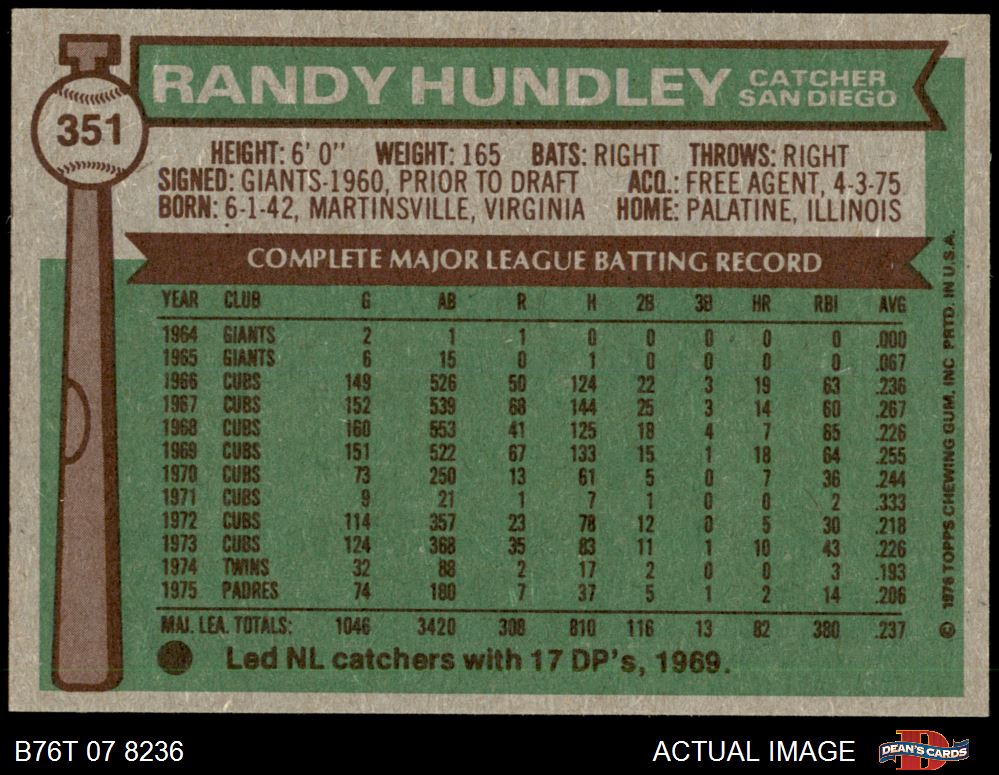 RANDY HUNDLEY CATCHER SAN DIEGO
351
HEIGHT: 6' 0" WEIGHT: 165 BATS: RIGHT THROWS: RIGHT
SIGNED: GIANTS-1960, PRIOR TO DRAFT ACQ.: FREE AGENT, 4-3-75
BORN: 6-1-42, MARTINSVILLE, VIRGINIA HOME: PALATINE, ILLINOIS
COMPLETE MAJOR LEAGUE BATTING RECORD
YEAR CLUB G AB R H 2B 3B HR RBI AVG
1964 GIANTS 2 1 1 0 0 0 0 0 .000
1965 GIANTS 6 15 0 1 0 0 0 0 .067
1966 CUBS 149 526 50 124 22 3 19 63 .236
1967 CUBS 152 539 68 144 25 3 14 60 .267
1968 CUBS 160 553 41 125 18 4 7 65 .226
1969 CUBS 151 522 67 133 15 1 18 64 .255
1970 CUBS 73 250 13 61 5 0 7 36 .244
1971 CUBS 9 21 1 7 1 0 0 2 .333
1972 CUBS 114 357 23 78 12 0 5 30 .218
1973 CUBS 124 368 35 83 11 1 10 43 .226
1974 TWINS 32 88 2 17 2 0 0 3 .193
1975 PADRES 74 180 7 37 5 1 2 14 .206
MAJ. LEA. TOTALS: 1046 3420 308 810 116 13 82 380 .237
Led NL catchers with 17 DP's, 1969.
© 1976 TOPPS CHEWING GUM, INC PRTD. IN U.S.A.
B76T 07 8236 ACTUAL IMAGE DEAN'S CARDS